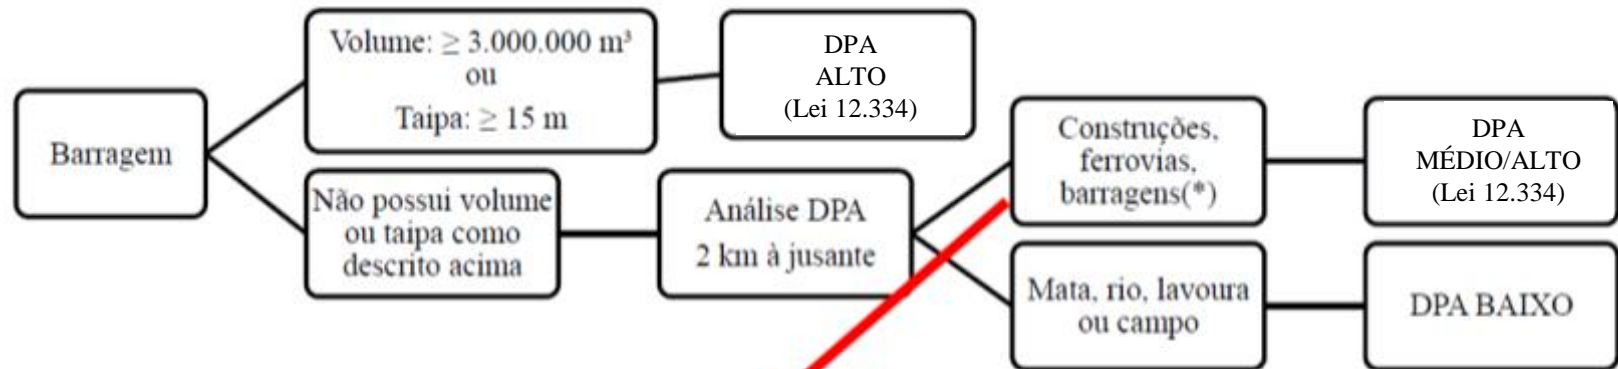 Barragem
Volume: ≥ 3.000.000 m³
ou
Taipa: ≥ 15 m
DPA
ALTO
(Lei 12.334)
Não possui volume
ou taipa como
descrito acima
Análise DPA
2 km à jusante
Construções,
ferrovias,
barragens(*)
DPA
MÉDIO/ALTO
(Lei 12.334)
Mata, rio, lavoura
ou campo
DPA BAIXO